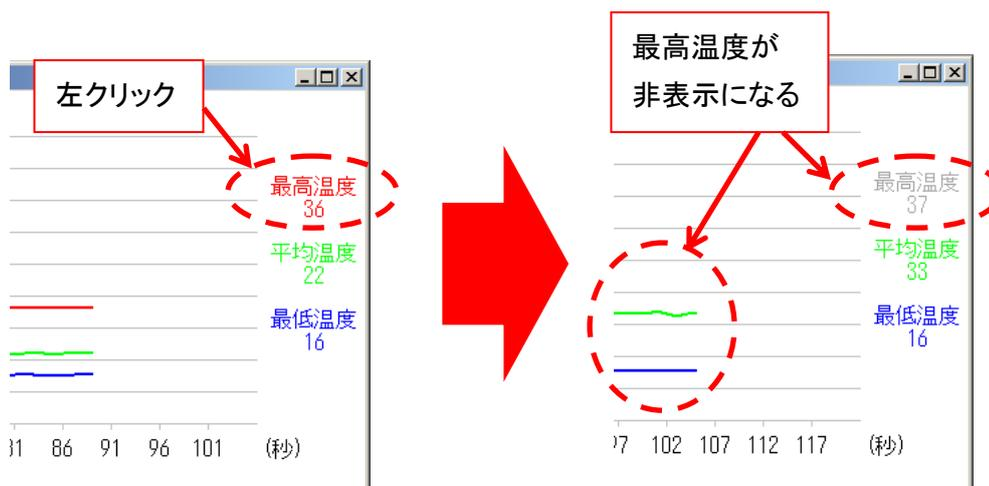 左クリック
最高温度
36
平均温度
22
最低温度
16
86 91 96 101 (秒)
最高温度が
非表示になる
最高温度
37
平均温度
33
最低温度
16
102 107 112 117 (秒)